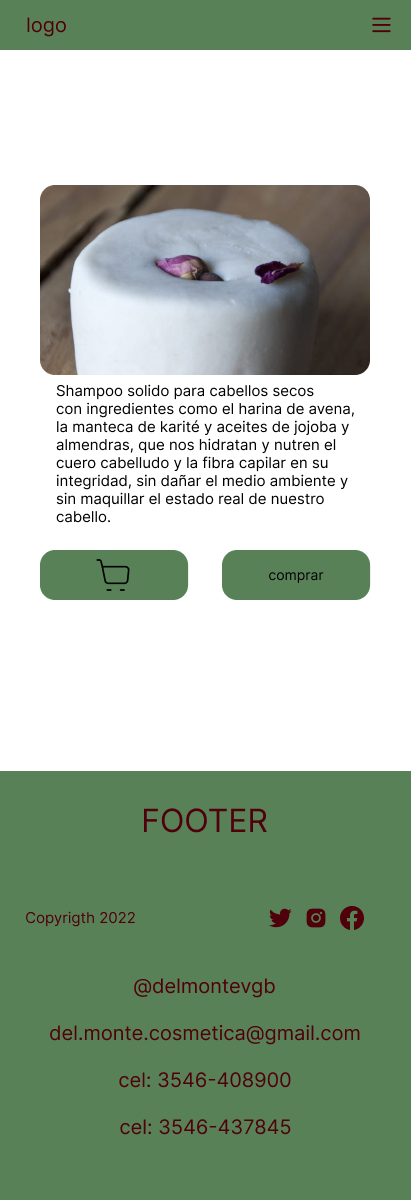 logo
Shampoo solido para cabellos secos
con ingredientes como el harina de avena,
la manteca de karité y aceites de jojoba y
almendras, que nos hidratan y nutren el
cuero cabelludo y la fibra capilar en su
integridad, sin dañar el medio ambiente y
sin maquillar el estado real de nuestro
cabello.
comprar
FOOTER
Copyrigth 2022
@delmontevgb
del.monte.cosmetica@gmail.com
cel: 3546-408900
cel: 3546-437845